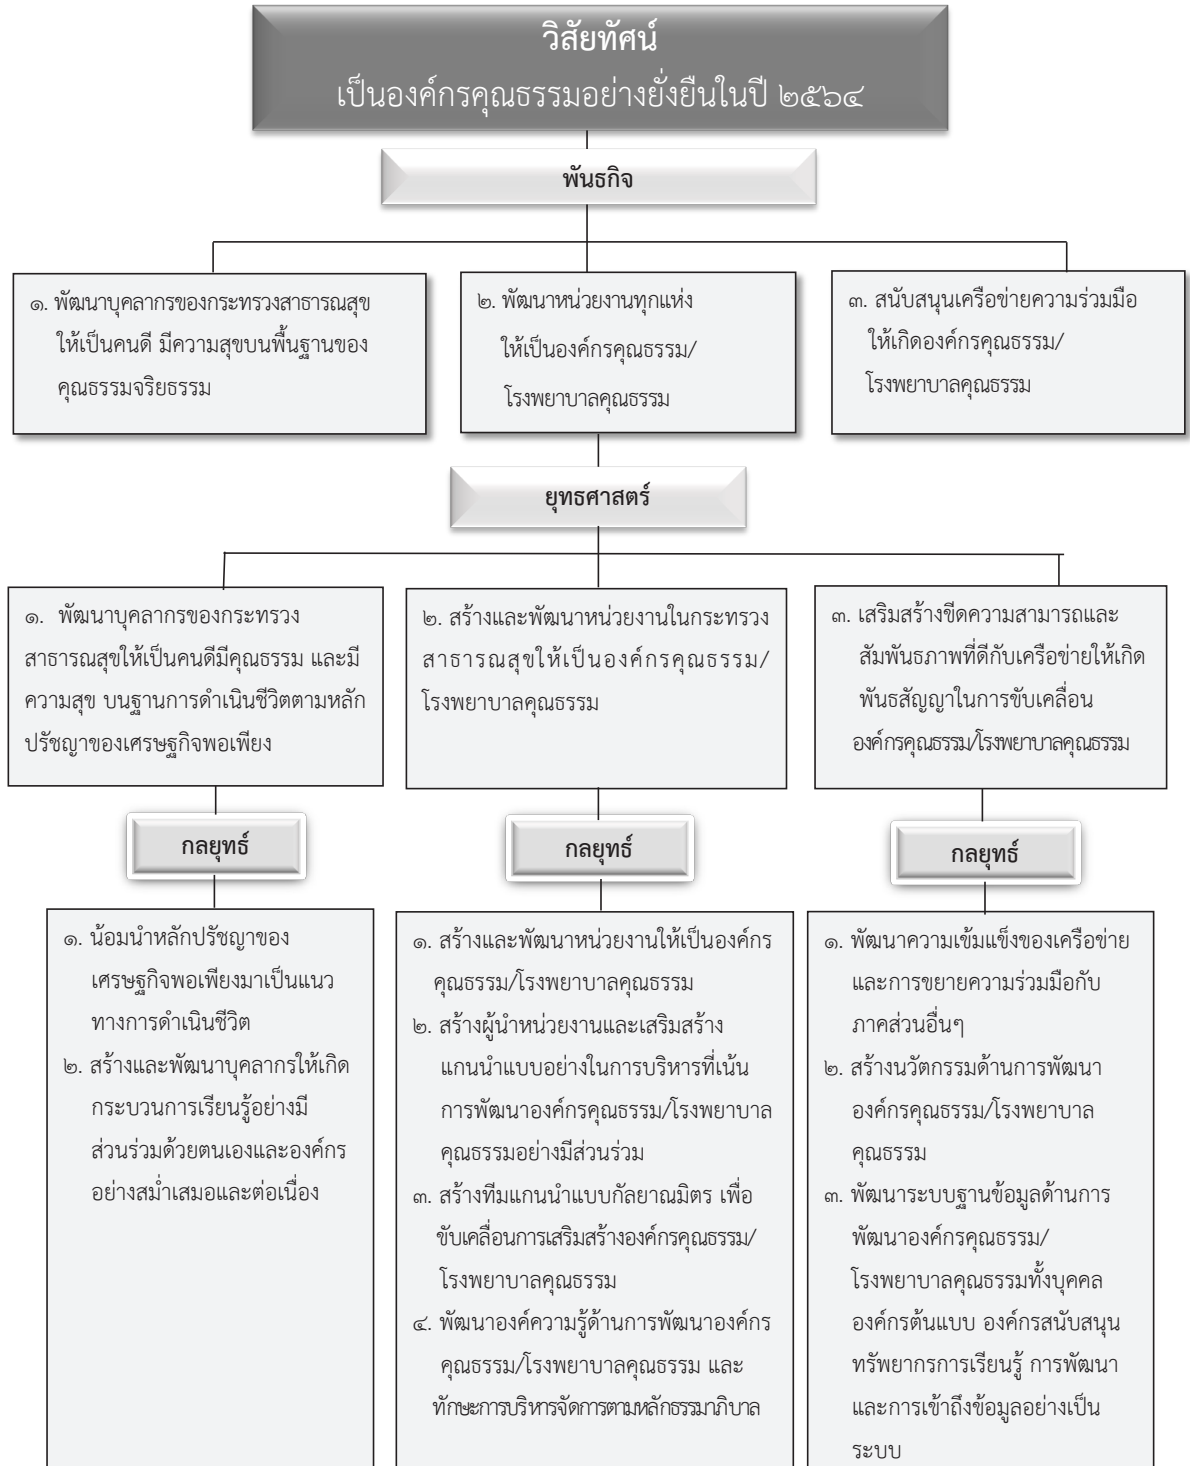 วิสัยทัศน์
เป็นองค์กรคุณธรรมอย่างยั่งยืนในปี ๒๕๖๔
พันธกิจ
๑. พัฒนาบุคลากรของกระทรวงสาธารณสุข
ให้เป็นคนดี มีความสุขบนพื้นฐานของ
คุณธรรมจริยธรรม
๒. พัฒนาหน่วยงานทุกแห่ง
ให้เป็นองค์กรคุณธรรม/
โรงพยาบาลคุณธรรม
๓. สนับสนุนเครือข่ายความร่วมมือ
ให้เกิดองค์กรคุณธรรม/
โรงพยาบาลคุณธรรม
ยุทธศาสตร์
๑. พัฒนาบุคลากรของกระทรวง
สาธารณสุขให้เป็นคนดีมีคุณธรรม และมี
ความสุข บนฐานการดำเนินชีวิตตามหลัก
ปรัชญาของเศรษฐกิจพอเพียง
๒. สร้างและพัฒนาหน่วยงานในกระทรวง
สาธารณสุขให้เป็นองค์กรคุณธรรม/
โรงพยาบาลคุณธรรม
๓. เสริมสร้างขีดความสามารถและ
สัมพันธภาพที่ดีกับเครือข่ายให้เกิด
พันธสัญญาในการขับเคลื่อน
องค์กรคุณธรรม/โรงพยาบาลคุณธรรม
กลยุทธ์
๑. น้อมนำหลักปรัชญาของ
เศรษฐกิจพอเพียงมาเป็นแนว
ทางการดำเนินชีวิต
๒. สร้างและพัฒนาบุคลากรให้เกิด
กระบวนการเรียนรู้อย่างมี
ส่วนร่วมด้วยตนเองและองค์กร
อย่างสม่ำเสมอและต่อเนื่อง
กลยุทธ์
๑. สร้างและพัฒนาหน่วยงานให้เป็นองค์กร
คุณธรรม/โรงพยาบาลคุณธรรม
๒. สร้างผู้นำหน่วยงานและเสริมสร้าง
แกนนำแบบอย่างในการบริหารที่เน้น
การพัฒนาองค์กรคุณธรรม/โรงพยาบาล
คุณธรรมอย่างมีส่วนร่วม
๓. สร้างทีมแกนนำแบบกัลยาณมิตร เพื่อ
ขับเคลื่อนการเสริมสร้างองค์กรคุณธรรม/
โรงพยาบาลคุณธรรม
๔. พัฒนาองค์ความรู้ด้านการพัฒนาองค์กร
คุณธรรม/โรงพยาบาลคุณธรรม และ
ทักษะการบริหารจัดการตามหลักธรรมาภิบาล
กลยุทธ์
๑. พัฒนาความเข้มแข็งของเครือข่าย
และการขยายความร่วมมือกับ
ภาคส่วนอื่นๆ
๒. สร้างนวัตกรรมด้านการพัฒนา
องค์กรคุณธรรม/โรงพยาบาล
คุณธรรม
๓. พัฒนาระบบฐานข้อมูลด้านการ
พัฒนาองค์กรคุณธรรม/
โรงพยาบาลคุณธรรมทั้งบุคคล
องค์กรต้นแบบ องค์กรสนับสนุน
ทรัพยากรการเรียนรู้ การพัฒนา
และการเข้าถึงข้อมูลอย่างเป็น
ระบบ